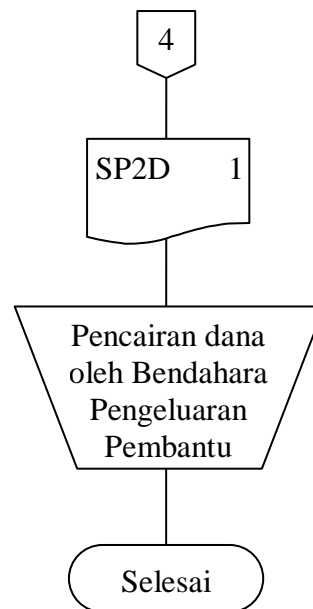 4
SP2D 1
Pencairan dana
oleh Bendahara
Pengeluaran
Pembantu
Selesai